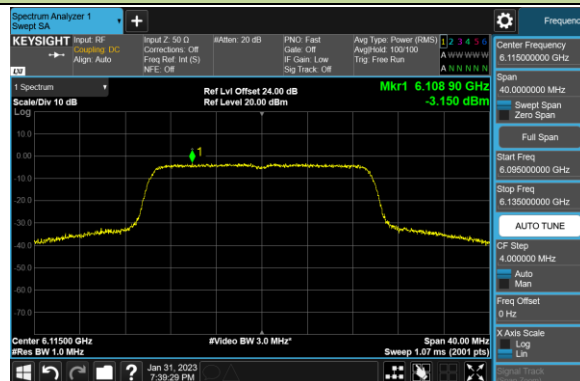 Spectrum Analyzer 1
Swept SA
Frequency
KEYSIGHT
Input: RF
Coupling: DC
Align: Auto
Input Z: 50 Ω
Corrections: Off
Freq Ref: Int (S)
NFE: Off
#Atten: 20 dB
PNO: Fast
Gate: Off
IF Gain: Low
Sig Track: Off
Avg Type: Power (RMS)
Avg|Hold: 100/100
Trig: Free Run
1 2 3 4 5 6
A W W W W W
A N N N N N
LXI
1 Spectrum
Scale/Div 10 dB
Ref Lvl Offset 24.00 dB
Ref Level 20.00 dBm
Mkr1 6.108 90 GHz
-3.150 dBm
Log
10.0
0.00
-10.0
-20.0
-30.0
-40.0
-50.0
-60.0
-70.0
1
Center 6.11500 GHz
#Res BW 1.0 MHz
#Video BW 3.0 MHz*
Span 40.00 MHz
Sweep 1.07 ms (2001 pts)
Center Frequency
6.115000000 GHz
Span
40.0000000 MHz
Swept Span
Zero Span
Full Span
Start Freq
6.095000000 GHz
Stop Freq
6.135000000 GHz
AUTO TUNE
CF Step
4.000000 MHz
Auto
Man
Freq Offset
0 Hz
X Axis Scale
Log
Lin
Signal Track
?
Jan 31, 2023
7:39:29 PM